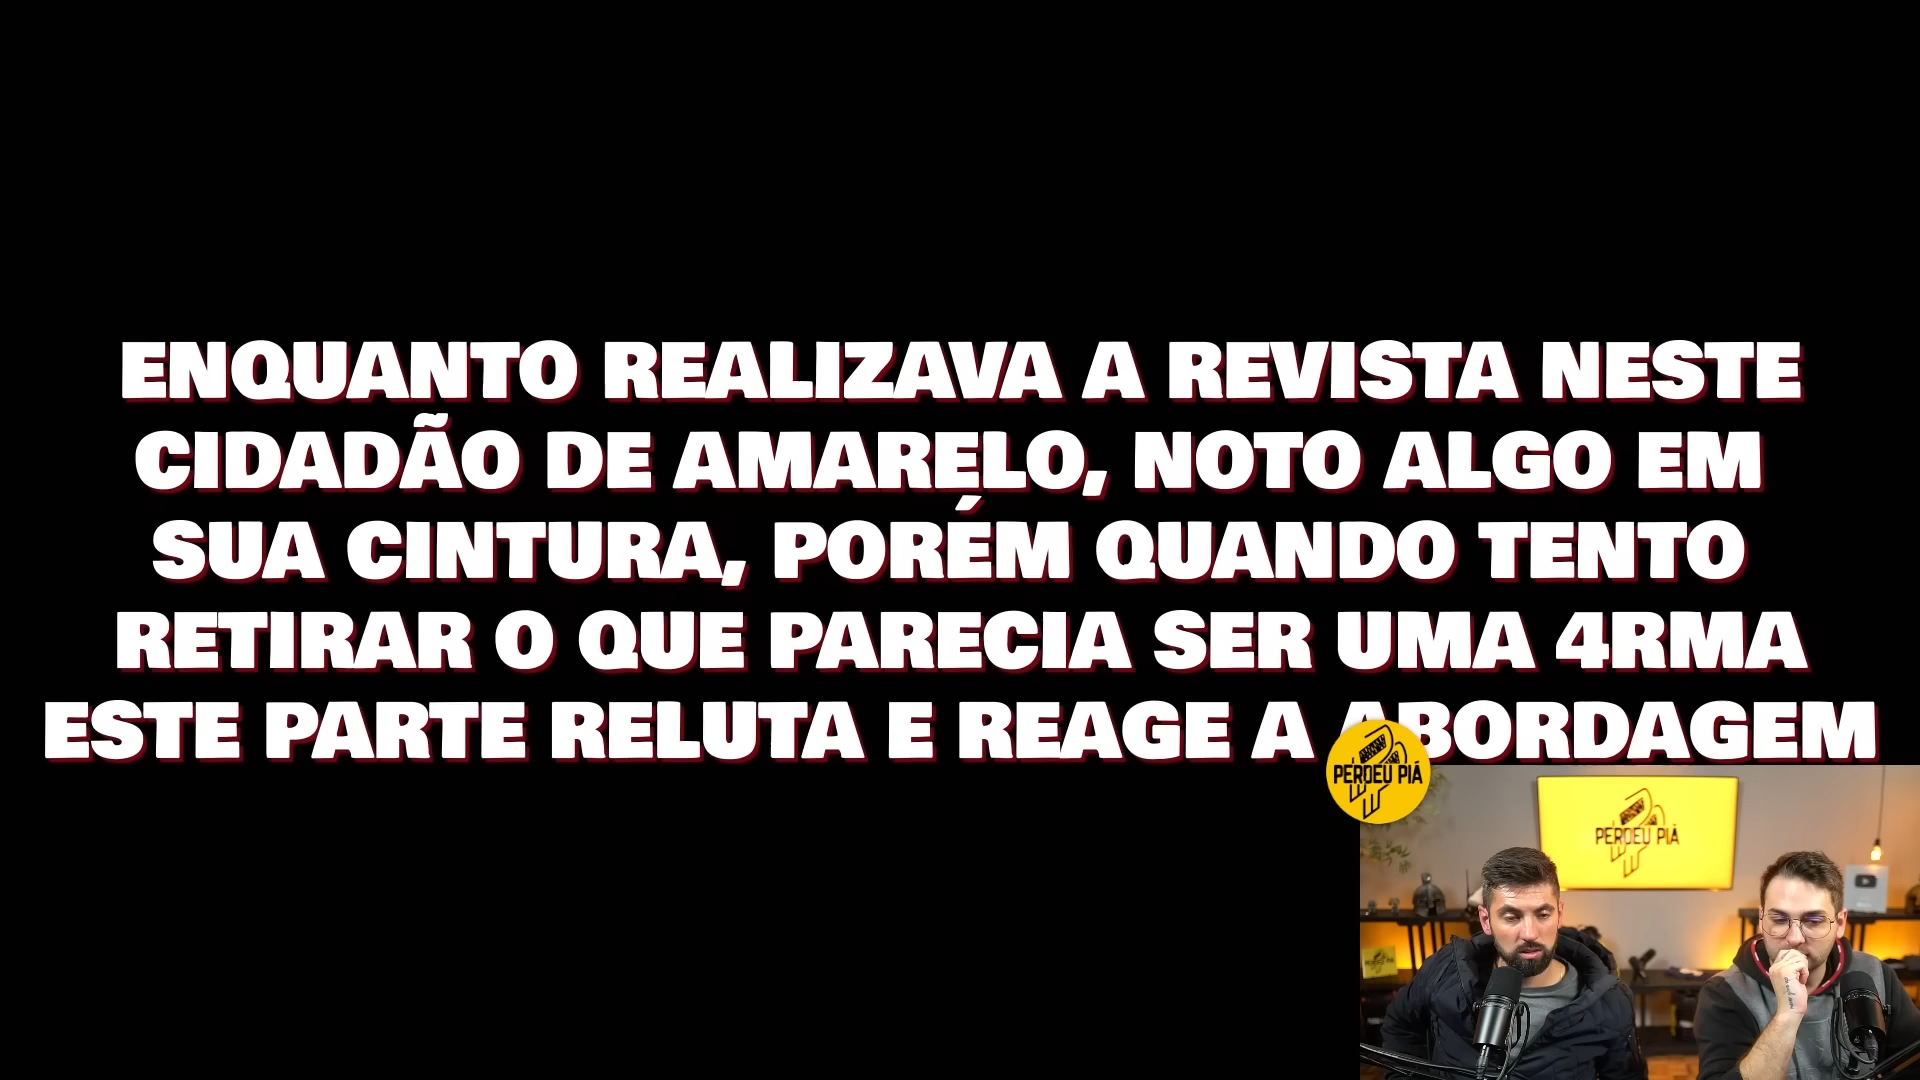 ENQUANTO REALIZAVA A REVISTA NESTE
CIDADÃO DE AMARELO, NOTO ALGO EM
SUA CINTURA, PORÉM QUANDO TENTO
RETIRAR O QUE PARECIA SER UMA 4RMA
ESTE PARTE RELUTA E REAGE A ABORDAGEM
PERDEU PIÁ
PERDEU PIÁ